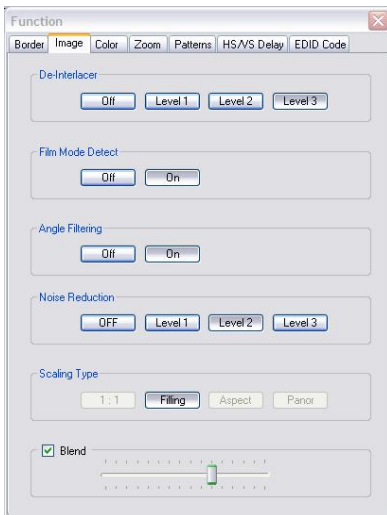 Function
Border Image Color Zoom Patterns HS/VS Delay EDID Code
De-Interlacer
Off Level 1 Level 2 Level 3
Film Mode Detect
Off On
Angle Filtering
Off On
Noise Reduction
OFF Level 1 Level 2 Level 3
Scaling Type
1 : 1 Filling Aspect Panor
Blend